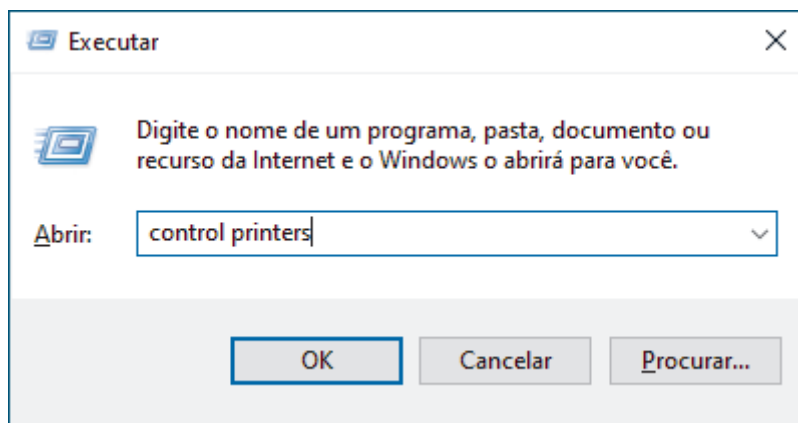 Executar
Digite o nome de um programa, pasta, documento ou
recurso da Internet e o Windows o abrirá para você.
Abrir: control printers
OK Cancelar Procurar...